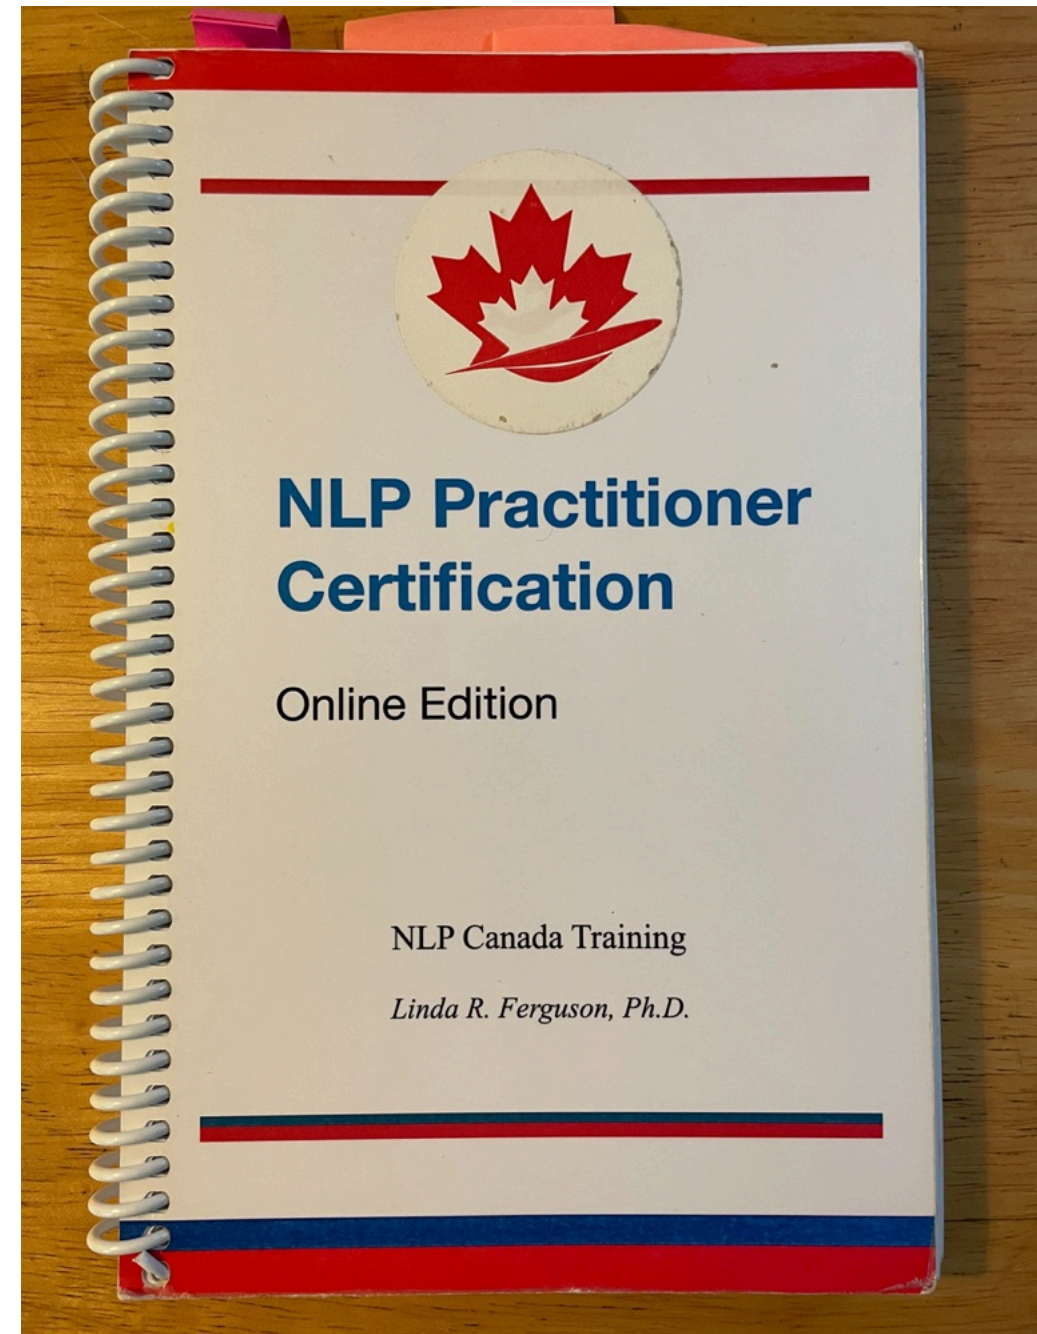 NLP Practitioner
Certification
Online Edition
NLP Canada Training
Linda R. Ferguson, Ph.D.